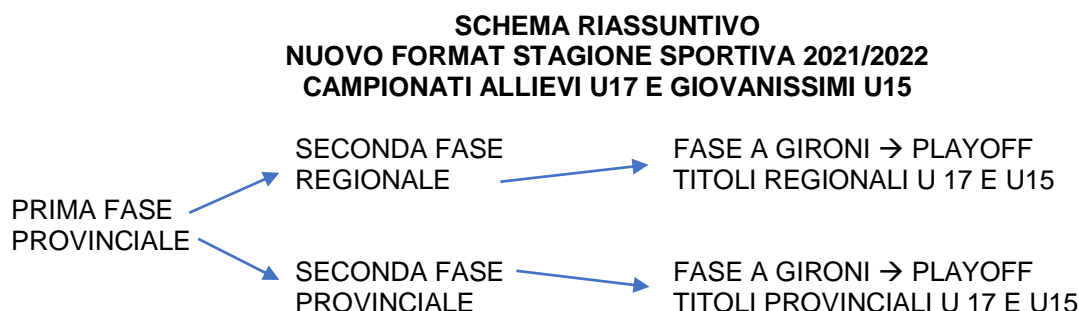 SCHEMA RIASSUNTIVO
NUOVO FORMAT STAGIONE SPORTIVA 2021/2022
CAMPIONATI ALLIEVI U17 E GIOVANISSIMI U15
PRIMA FASE
PROVINCIALE
SECONDA FASE
REGIONALE
FASE A GIRONI → PLAYOFF
TITOLI REGIONALI U 17 E U15
SECONDA FASE
PROVINCIALE
FASE A GIRONI → PLAYOFF
TITOLI PROVINCIALI U 17 E U15